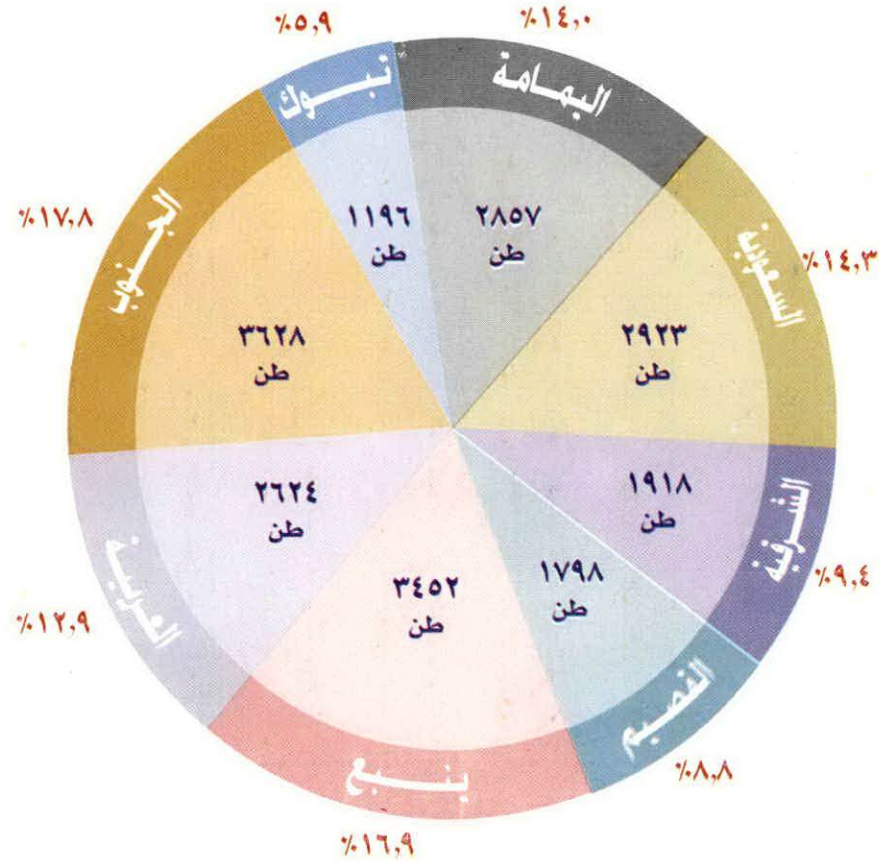 ٪١٤,٠
اليمامة
٢٨٥٧
طن
٪١٤,٣
السعودية
٢٩٢٣
طن
٪٩,٤
الشرقية
١٩١٨
طن
٪٨,٨
القصيم
١٧٩٨
طن
٪١٦,٩
ينبع
٣٤٥٢
طن
٪١٢,٩
العربية
٢٦٢٤
طن
٪١٧,٨
الجنوب
٣٦٢٨
طن
٪٥,٩
تبوك
١١٩٦
طن